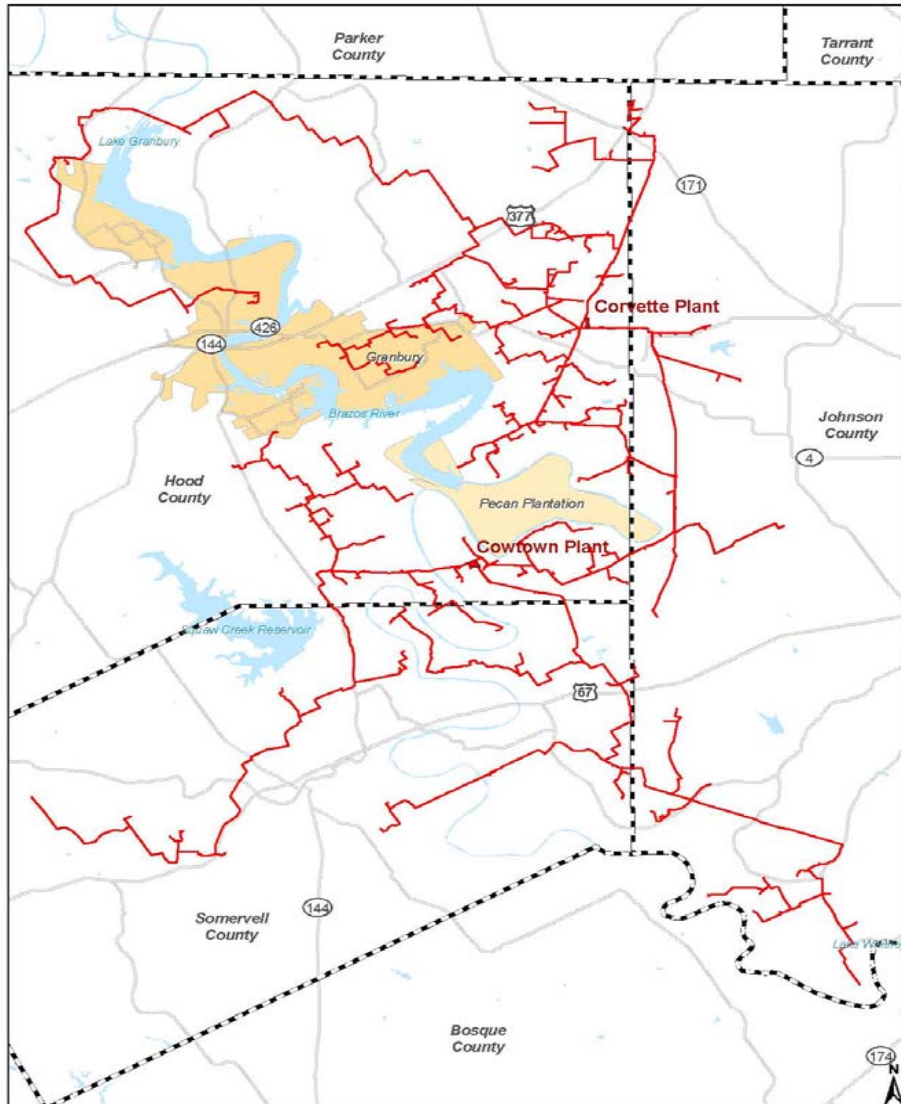 Parker
County
Tarrant
County
Lake Granbury
171
377
Corvette Plant
426
144
Granbury
Brazos River
Johnson
County
4
Hood
County
Pecan Plantation
Cowtown Plant
Squaw Creek Reservoir
67
Somervell
County
144
Lake
Bosque
County
174
N